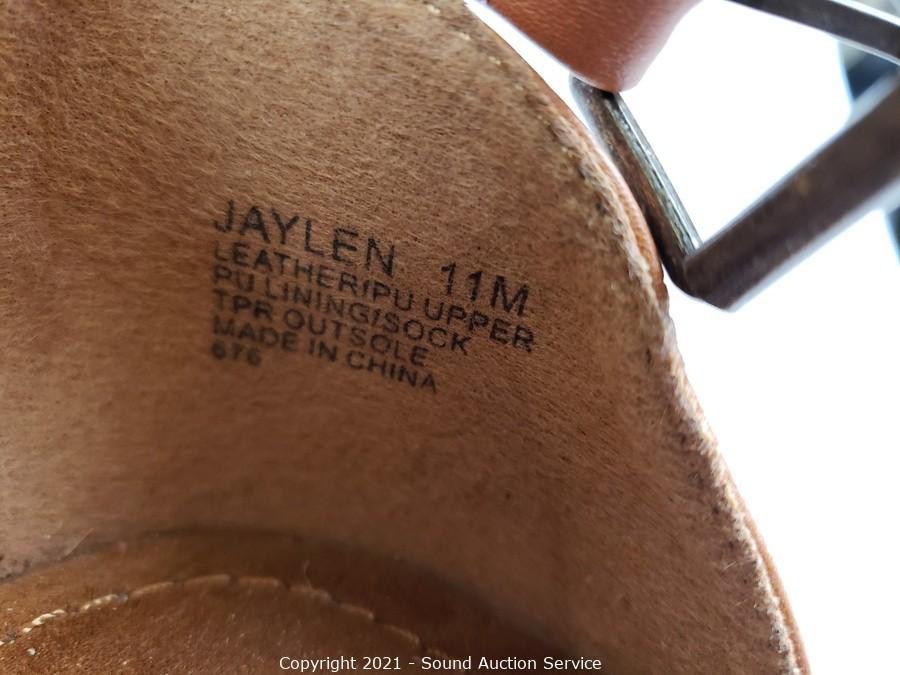 JAYLEN 11M
LEATHER/PU UPPER
PU LINING/SOCK
TPR OUTSOLE
MADE IN CHINA
676
Copyright 2021 - Sound Auction Service